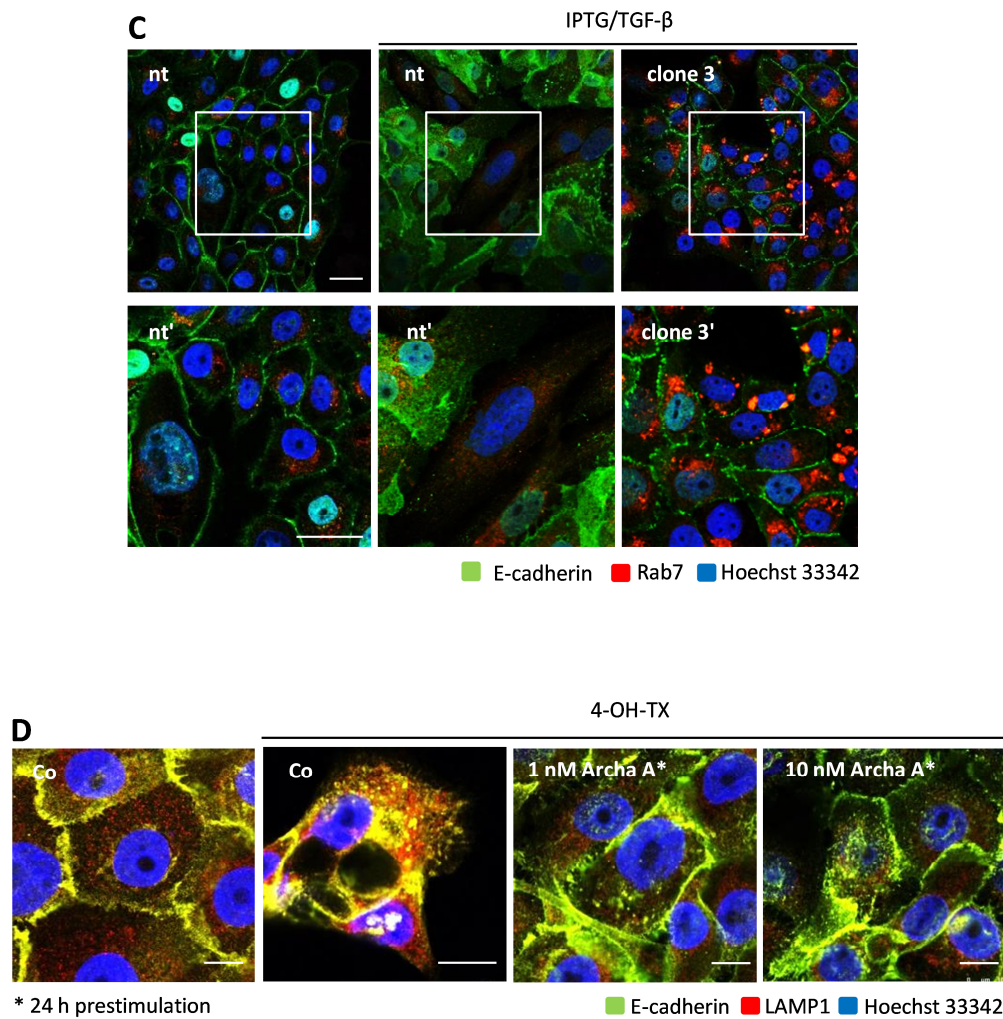 C
IPTG/TGF-β
nt
nt
clone 3
nt'
nt'
clone 3'
E-cadherin Rab7 Hoechst 33342
D
4-OH-TX
Co
Co
1 nM Archa A*
10 nM Archa A*
* 24 h prestimulation
E-cadherin LAMP1 Hoechst 33342